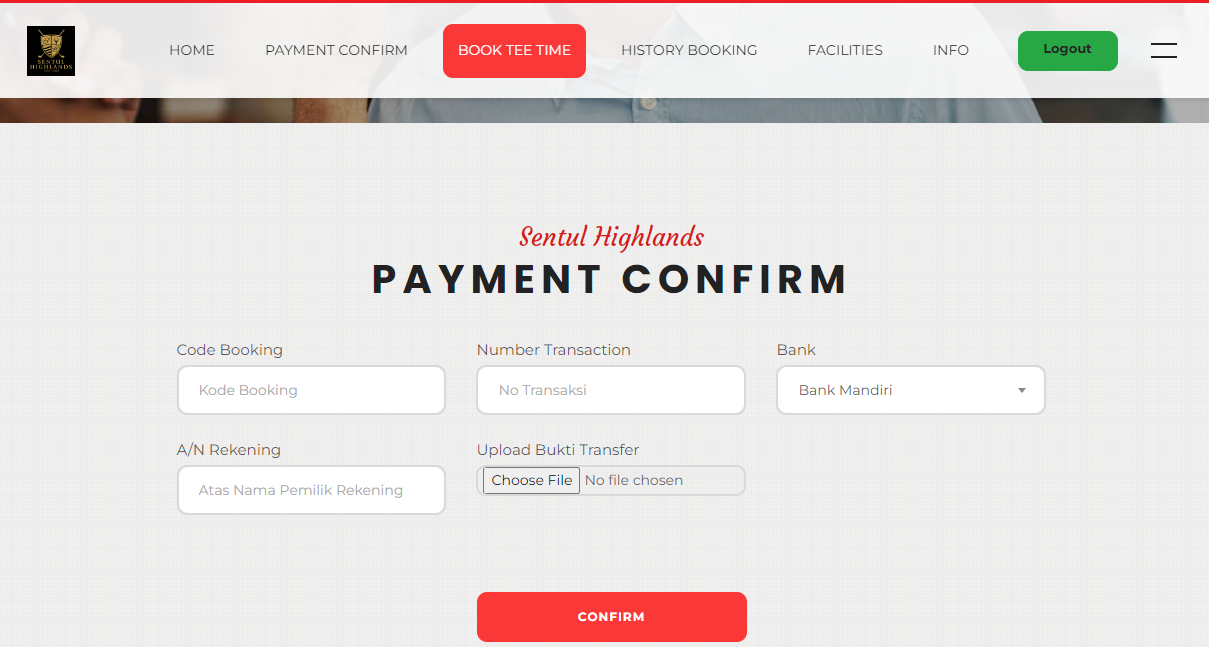 SENTUL
HIGHLANDS
HOME
PAYMENT CONFIRM
BOOK TEE TIME
HISTORY BOOKING
FACILITIES
INFO
Logout
Sentul Highlands
PAYMENT CONFIRM
Code Booking
Number Transaction
Bank
Kode Booking
No Transaksi
Bank Mandiri
A/N Rekening
Upload Bukti Transfer
Atas Nama Pemilik Rekening
Choose File No file chosen
CONFIRM